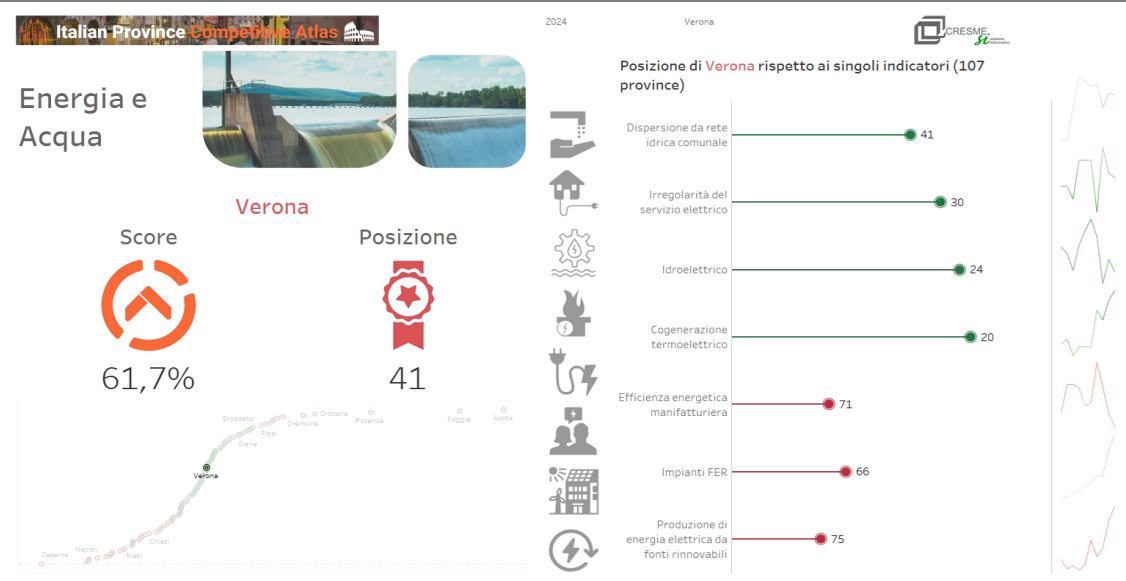 Italian Province Competitive Atlas
Energia e
Acqua
Verona
Score
Posizione
61,7%
41
Grosseto
Crotone
Cremona
Potenza
Foggia
Aosta
Pisa
Siena
Verona
Chieti
Napoli
Rieti
Caserta
2024
Verona
CRESME
Si sistema
informativo
Posizione di Verona rispetto ai singoli indicatori (107
province)
Dispersione da rete
idrica comunale
41
Irregolarità del
servizio elettrico
30
Idroelettrico
24
Cogenerazione
termoelettrico
20
Efficienza energetica
manifatturiera
71
Impianti FER
66
Produzione di
energia elettrica da
fonti rinnovabili
75